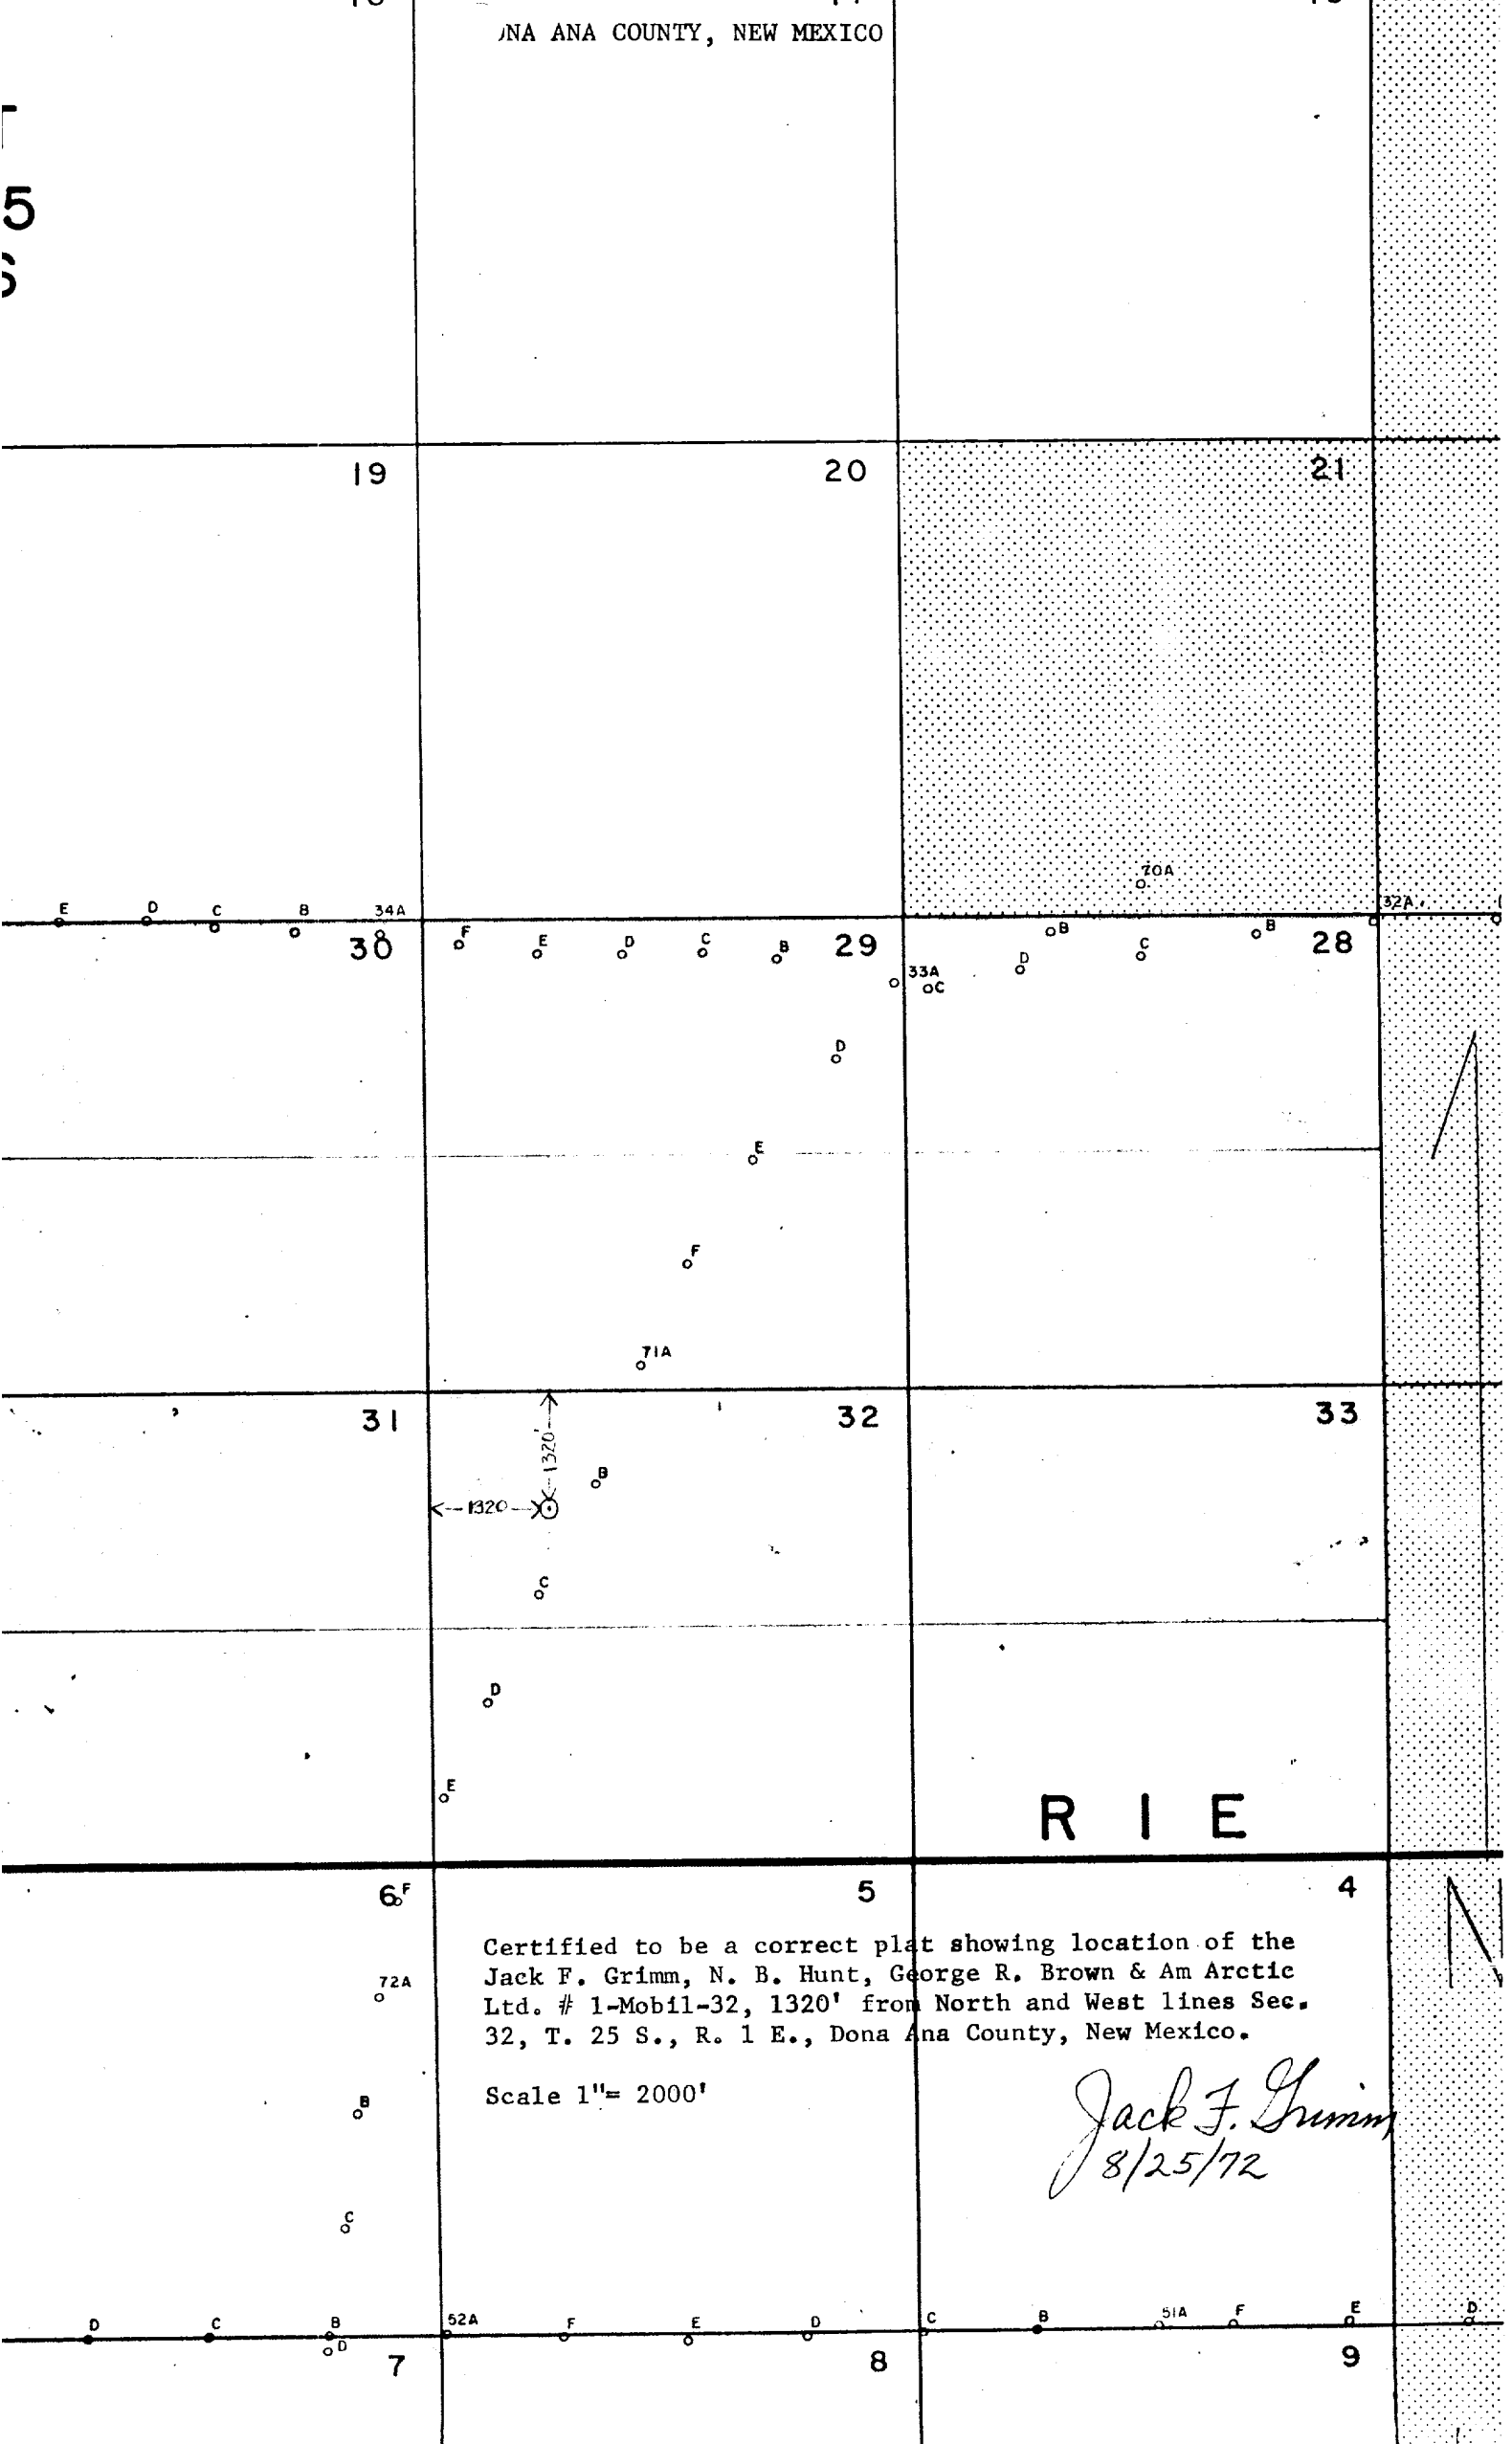 ANA COUNTY, NEW MEXICO
5
S
19 20 21
70A
E D C B 34A 32A
30 F E D C B 29 B C B 28
33A D
C
D
E
F
71A
31 32 33
1320'
B
1320
C
D
E
R 1 E
6 F 5 4
Certified to be a correct plat showing location of the
Jack F. Grimm, N. B. Hunt, George R. Brown & Am Arctic
Ltd. # 1-Mobil-32, 1320' from North and West lines Sec.
32, T. 25 S., R. 1 E., Dona Ana County, New Mexico.
72A
Scale 1"= 2000'
B
Jack F. Grimm
8/25/72
C
D C B 52A F E D C B 51A F E D
D
7 8 9
N